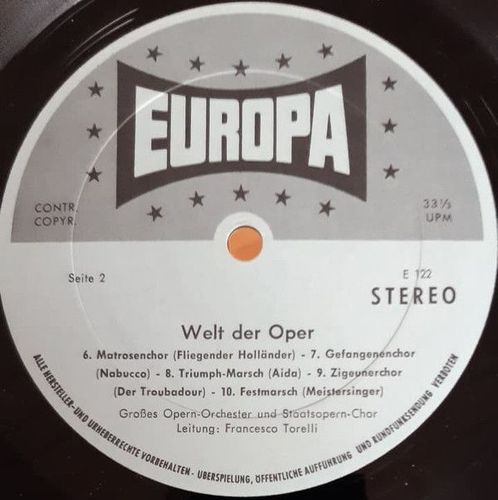 EUROPA
CONTR.
COPYR.
33⅓
UPM
Seite 2
E 122
STEREO
Welt der Oper
6. Matrosenchor (Fliegender Holländer) - 7. Gefangenenchor
(Nabucco) - 8. Triumph-Marsch (Aida) - 9. Zigeunerchor
(Der Troubadour) - 10. Festmarsch (Meistersinger)
Großes Opern-Orchester und Staatsopern-Chor
Leitung: Francesco Torelli
ALLE HERSTELLER- UND URHEBERRECHTE VORBEHALTEN - ÜBERSPIELUNG, ÖFFENTLICHE AUFFÜHRUNG UND RUNDFUNKSENDUNG VERBOTEN